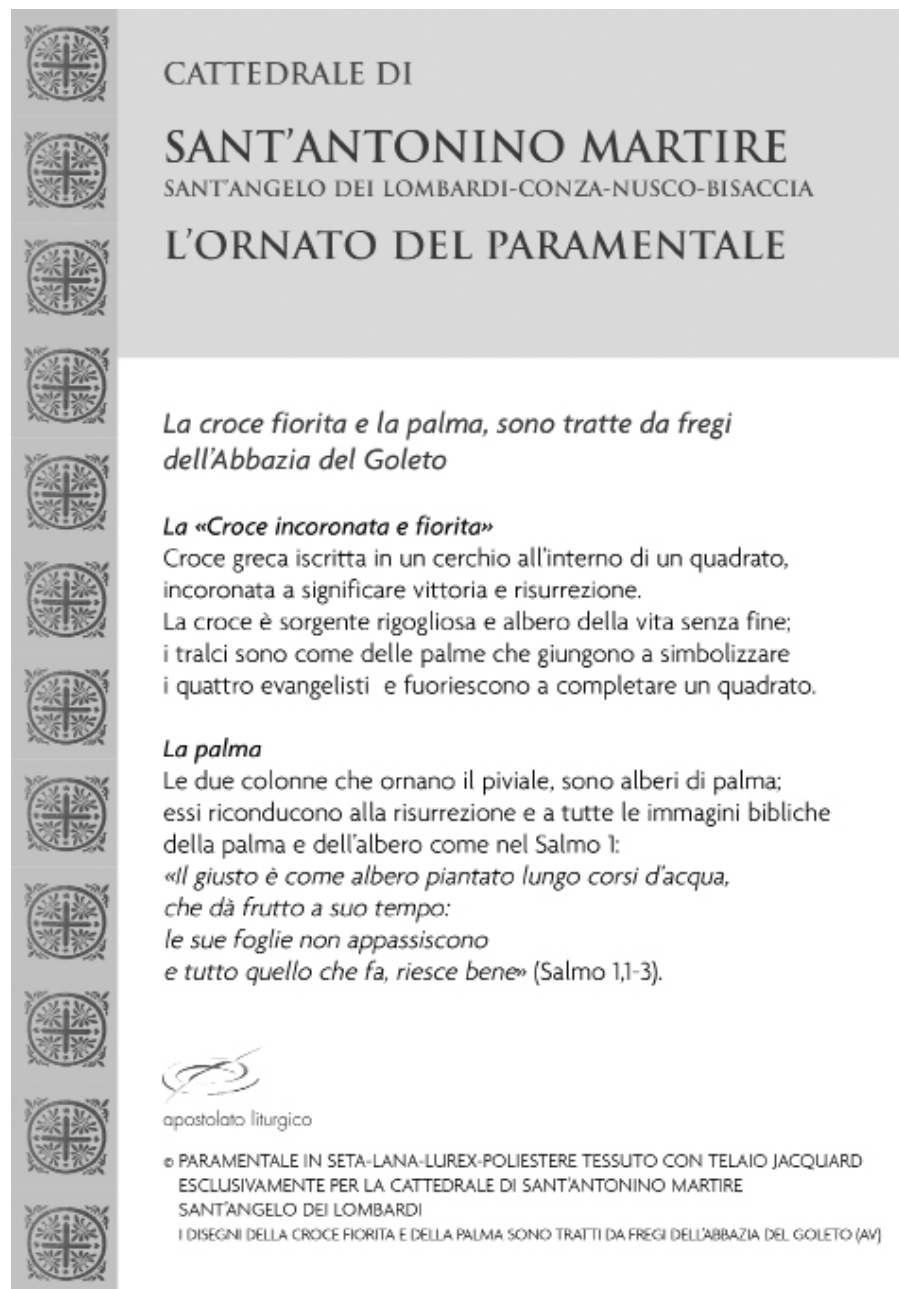 CATTEDRALE DI
SANT'ANTONINO MARTIRE
SANT'ANGELO DEI LOMBARDI-CONZA-NUSCO-BISACCIA
L'ORNATO DEL PARAMENTALE
La croce fiorita e la palma, sono tratte da fregi
dell'Abbazia del Goleto
La «Croce incoronata e fiorita»
Croce greca iscritta in un cerchio all'interno di un quadrato,
incoronata a significare vittoria e risurrezione.
La croce è sorgente rigogliosa e albero della vita senza fine;
i tralci sono come delle palme che giungono a simbolizzare
i quattro evangelisti e fuoriescono a completare un quadrato.
La palma
Le due colonne che ornano il piviale, sono alberi di palma;
essi riconducono alla risurrezione e a tutte le immagini bibliche
della palma e dell'albero come nel Salmo 1:
«Il giusto è come albero piantato lungo corsi d'acqua,
che dà frutto a suo tempo:
le sue foglie non appassiscono
e tutto quello che fa, riesce bene» (Salmo 1,1-3).
apostolato liturgico
© PARAMENTALE IN SETA-LANA-LUREX-POLIESTERE TESSUTO CON TELAIO JACQUARD
ESCLUSIVAMENTE PER LA CATTEDRALE DI SANT'ANTONINO MARTIRE
SANT'ANGELO DEI LOMBARDI
I DISEGNI DELLA CROCE FIORITA E DELLA PALMA SONO TRATTI DA FREGI DELL'ABBAZIA DEL GOLETO (AV)